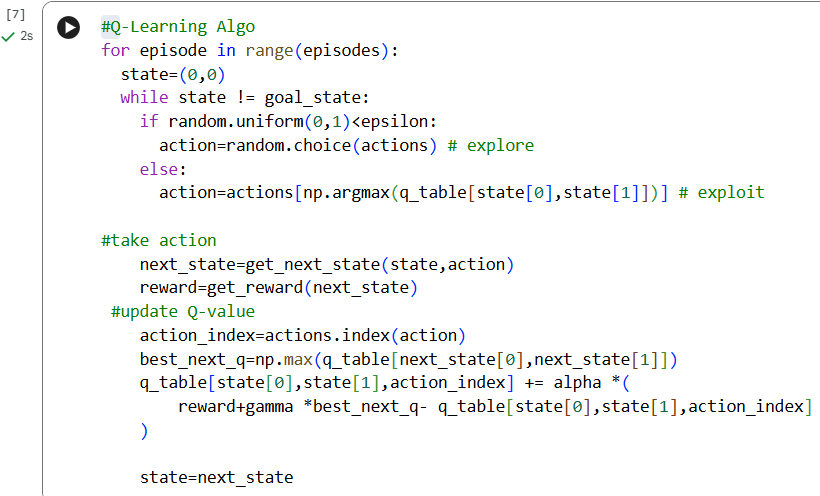 [7]
2s
#Q-Learning Algo
for episode in range(episodes):
  state=(0,0)
  while state != goal_state:
    if random.uniform(0,1)<epsilon:
      action=random.choice(actions) # explore
    else:
      action=actions[np.argmax(q_table[state[0],state[1]])] # exploit
#take action
    next_state=get_next_state(state,action)
    reward=get_reward(next_state)
 #update Q-value
    action_index=actions.index(action)
    best_next_q=np.max(q_table[next_state[0],next_state[1]])
    q_table[state[0],state[1],action_index] += alpha *(
        reward+gamma *best_next_q- q_table[state[0],state[1],action_index]
    )
    state=next_state